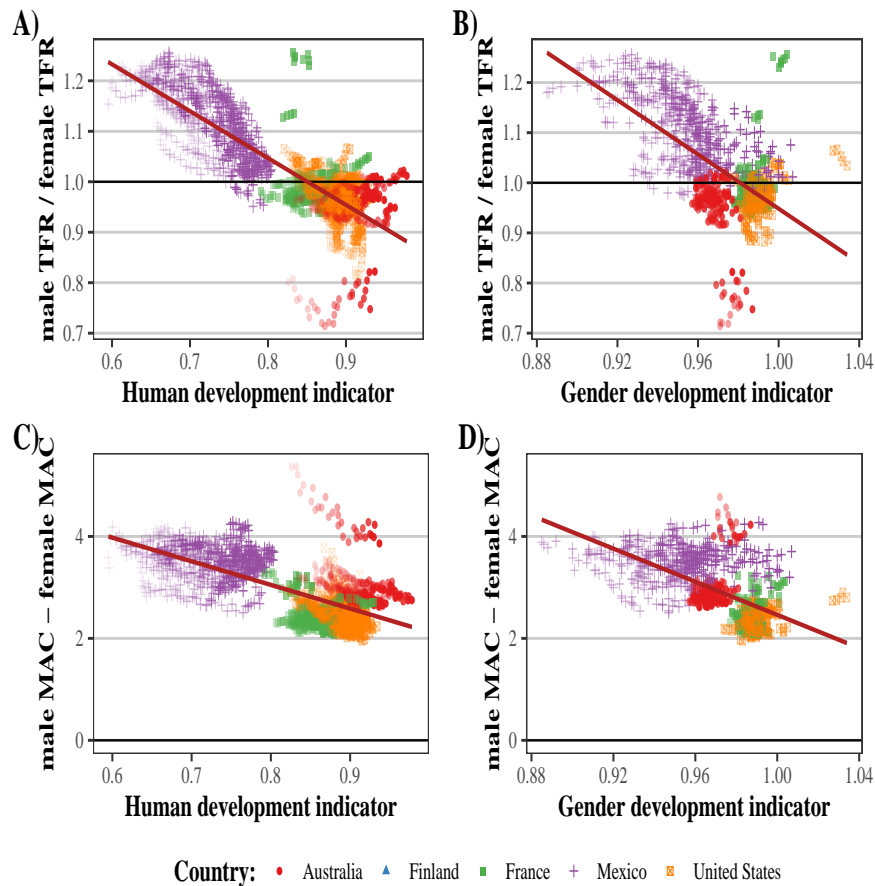 A)
male TFR / female TFR
1.2
1.1
1.0
0.9
0.8
0.7
0.6
0.7
0.8
0.9
Human development indicator
B)
male TFR / female TFR
1.2
1.1
1.0
0.9
0.8
0.7
0.88
0.92
0.96
1.00
1.04
Gender development indicator
C)
male MAC − female MAC
4
2
0
0.6
0.7
0.8
0.9
Human development indicator
D)
male MAC − female MAC
4
2
0
0.88
0.92
0.96
1.00
1.04
Gender development indicator
Country: Australia Finland France Mexico United States